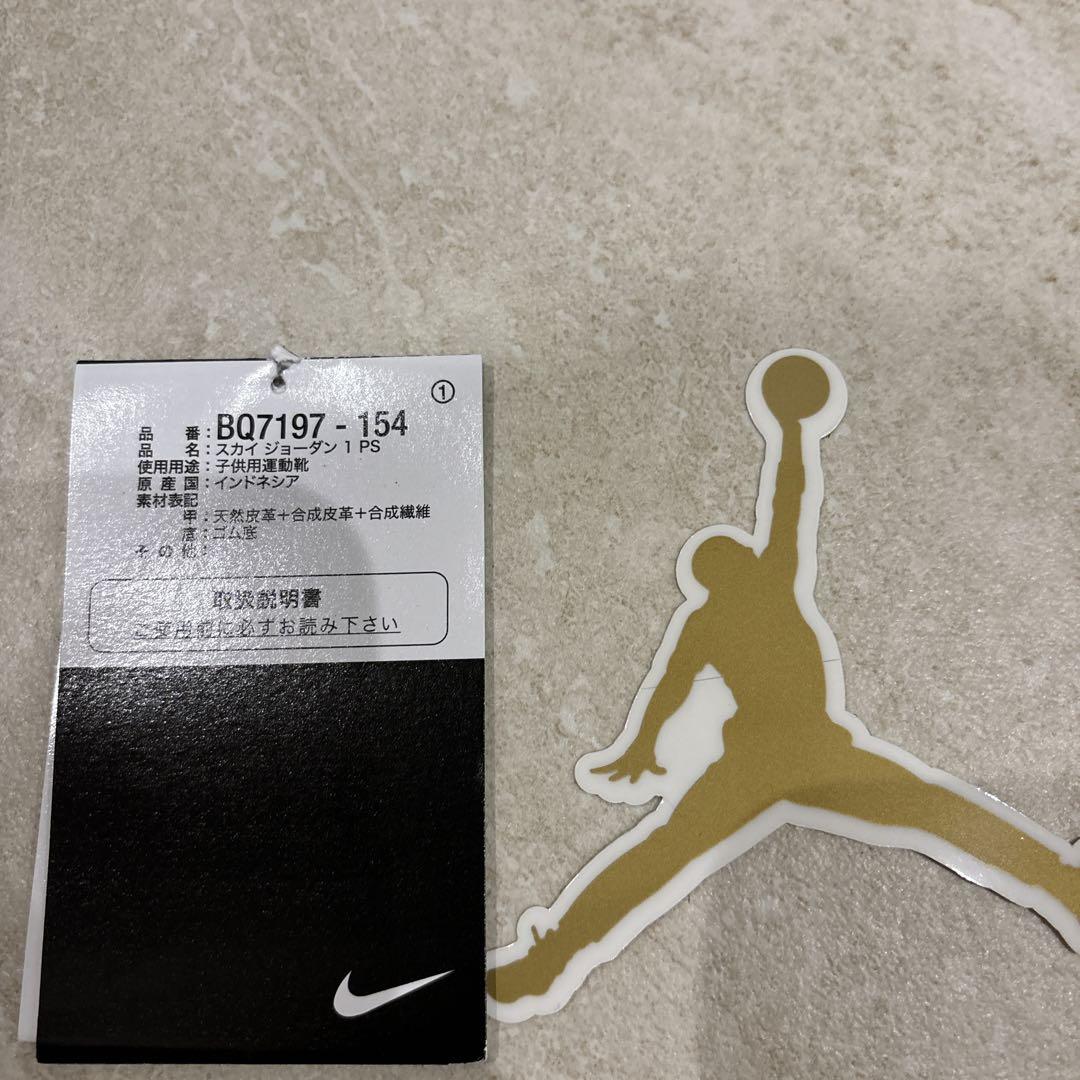 ①
品 番：BQ7197 - 154
品 名：スカイ ジョーダン 1 PS
使用用途：子供用運動靴
原 産 国：インドネシア
素材表記
甲：天然皮革＋合成皮革＋合成繊維
底：ゴム底
そ の 他：
取扱説明書
ご使用前に必ずお読み下さい